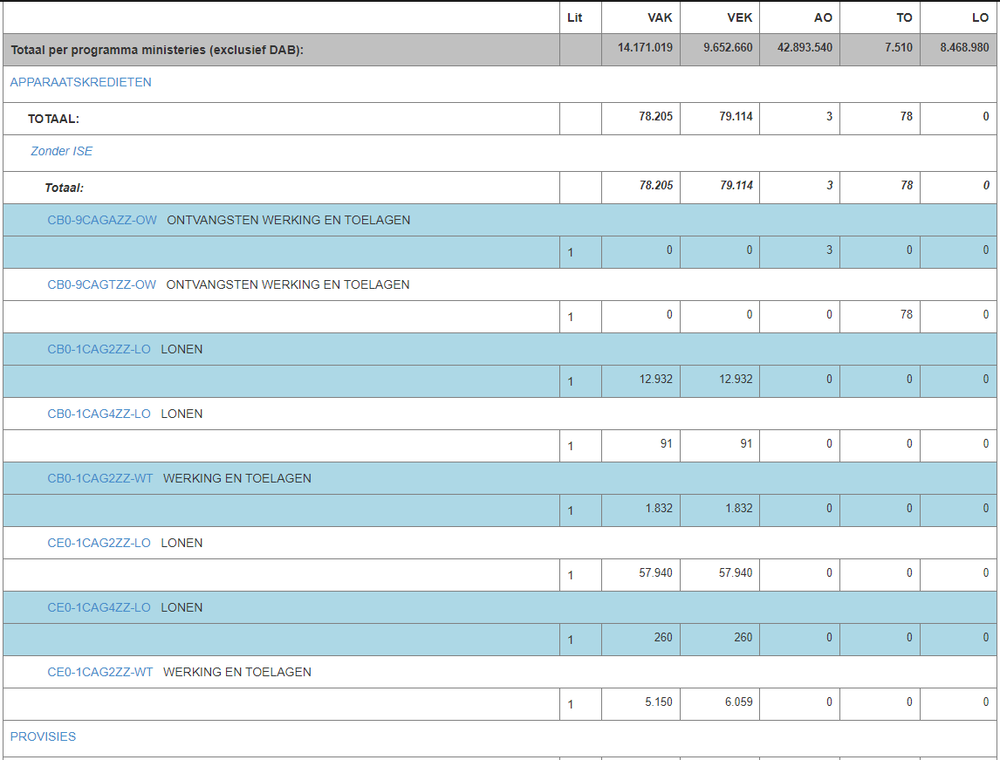 Lit VAK VEK AO TO LO
Totaal per programma ministeries (exclusief DAB): 14.171.019 9.652.660 42.893.540 7.510 8.468.980
APPARAATSKREDIETEN
TOTAAL: 78.205 79.114 3 78 0
Zonder ISE
Totaal: 78.205 79.114 3 78 0
CB0-9CAGAZZ-OW ONTVANGSTEN WERKING EN TOELAGEN
1 0 0 3 0 0
CB0-9CAGTZZ-OW ONTVANGSTEN WERKING EN TOELAGEN
1 0 0 0 78 0
CB0-1CAG2ZZ-LO LONEN
1 12.932 12.932 0 0 0
CB0-1CAG4ZZ-LO LONEN
1 91 91 0 0 0
CB0-1CAG2ZZ-WT WERKING EN TOELAGEN
1 1.832 1.832 0 0 0
CE0-1CAG2ZZ-LO LONEN
1 57.940 57.940 0 0 0
CE0-1CAG4ZZ-LO LONEN
1 260 260 0 0 0
CE0-1CAG2ZZ-WT WERKING EN TOELAGEN
1 5.150 6.059 0 0 0
PROVISIES